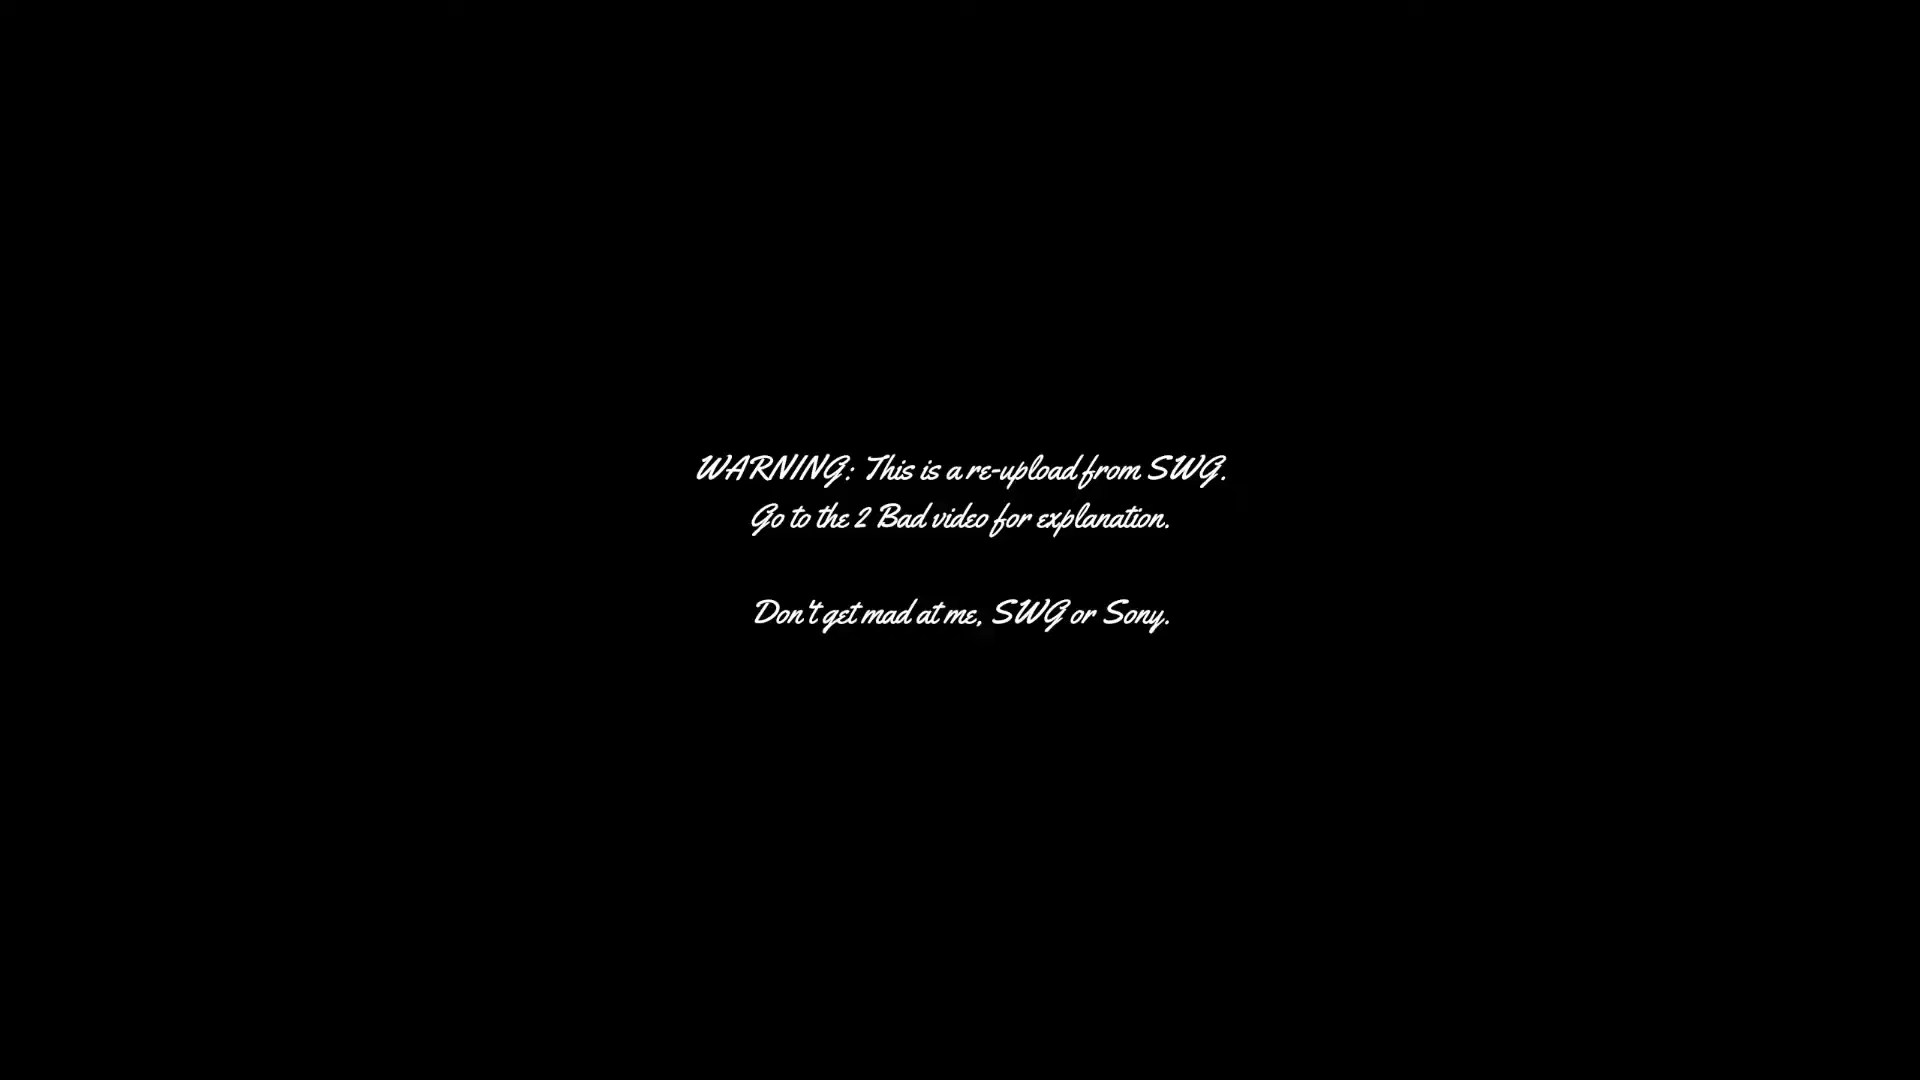 WARNING: This is a re-upload from SWG.
Go to the 2 Bad video for explanation.
Don't get mad at me, SWG or Sony.